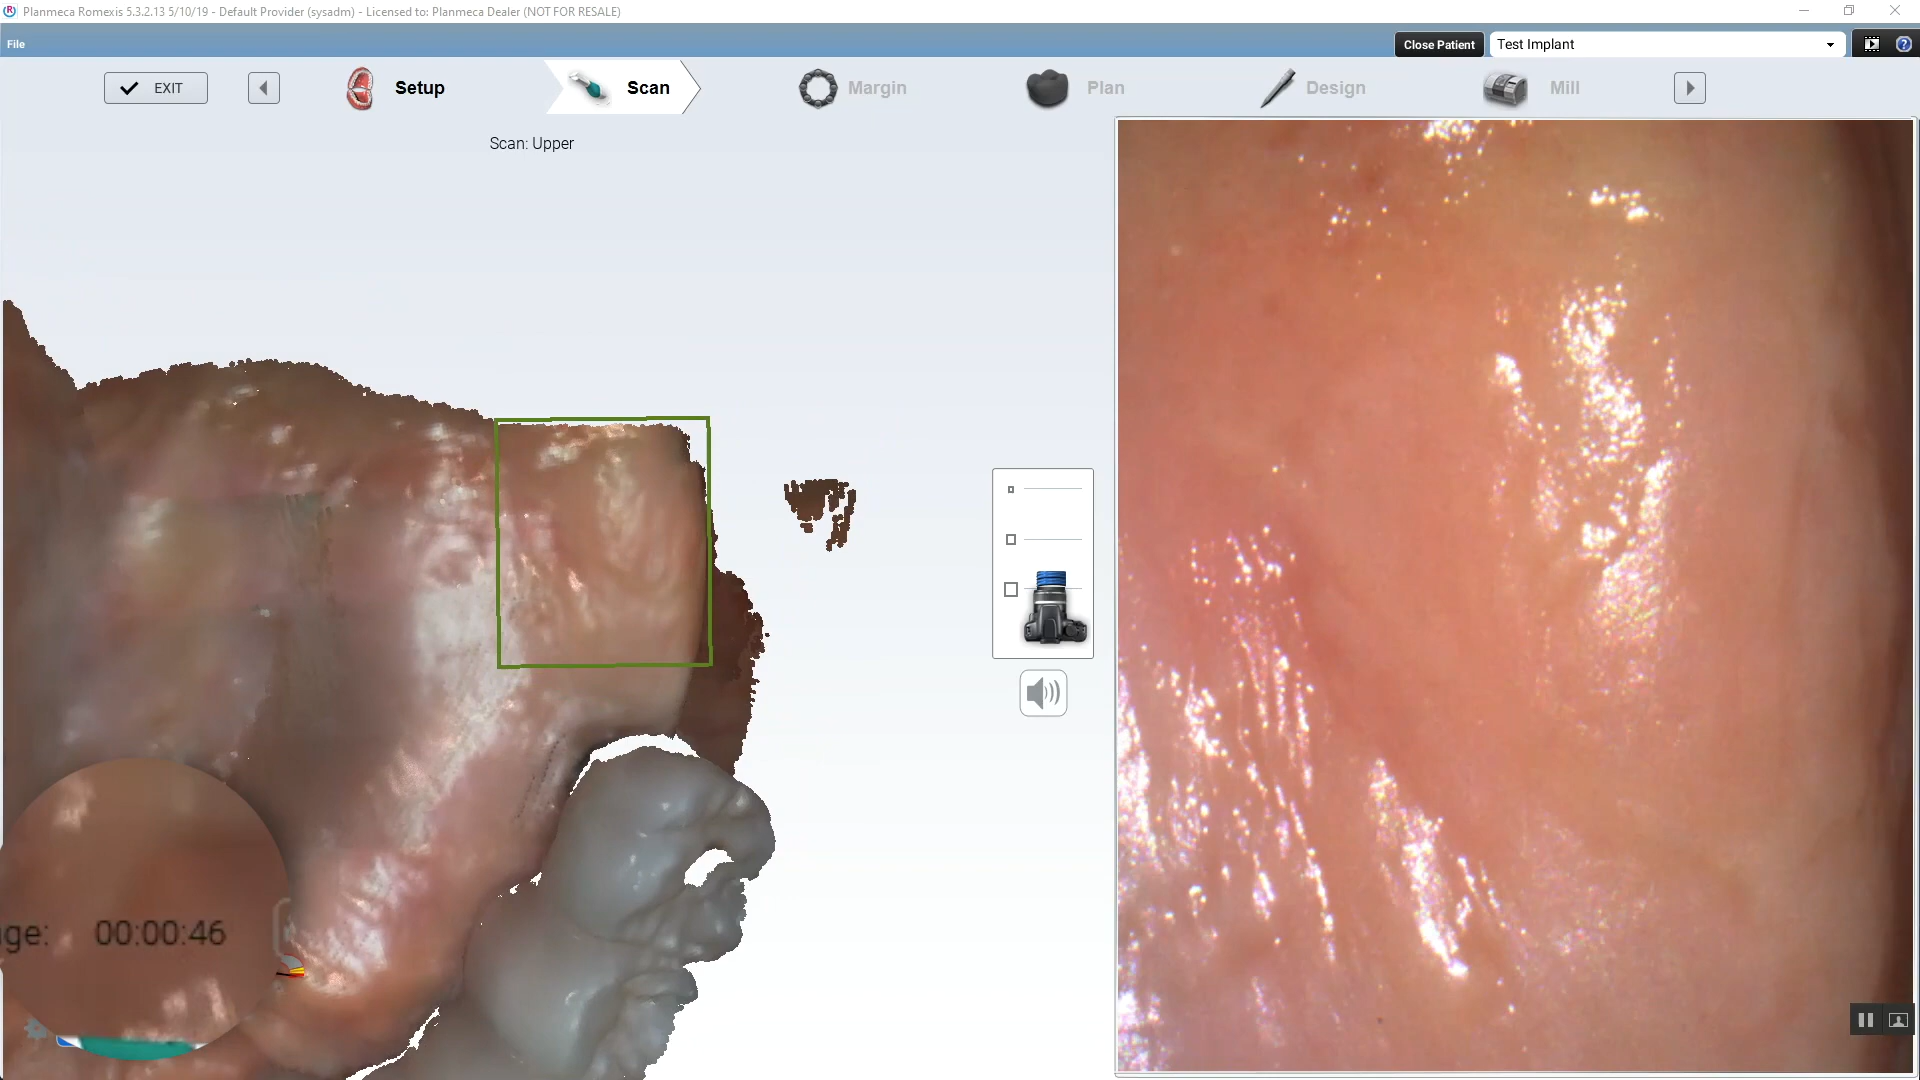 Planmeca Romexis 5.3.2.13 5/10/19 - Default Provider (sysadm) - Licensed to: Planmeca Dealer (NOT FOR RESALE)
File
Close Patient
Test Implant
EXIT
Setup
Scan
Margin
Plan
Design
Mill
Scan: Upper
ge: 00:00:46